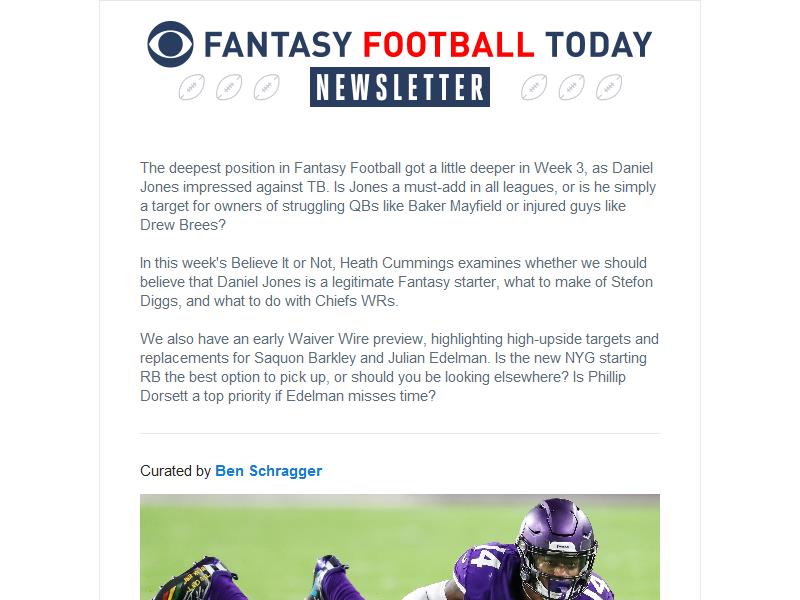 FANTASY FOOTBALL TODAY
NEWSLETTER
The deepest position in Fantasy Football got a little deeper in Week 3, as Daniel
Jones impressed against TB. Is Jones a must-add in all leagues, or is he simply
a target for owners of struggling QBs like Baker Mayfield or injured guys like
Drew Brees?
In this week's Believe It or Not, Heath Cummings examines whether we should
believe that Daniel Jones is a legitimate Fantasy starter, what to make of Stefon
Diggs, and what to do with Chiefs WRs.
We also have an early Waiver Wire preview, highlighting high-upside targets and
replacements for Saquon Barkley and Julian Edelman. Is the new NYG starting
RB the best option to pick up, or should you be looking elsewhere? Is Phillip
Dorsett a top priority if Edelman misses time?
Curated by Ben Schragger
14
14